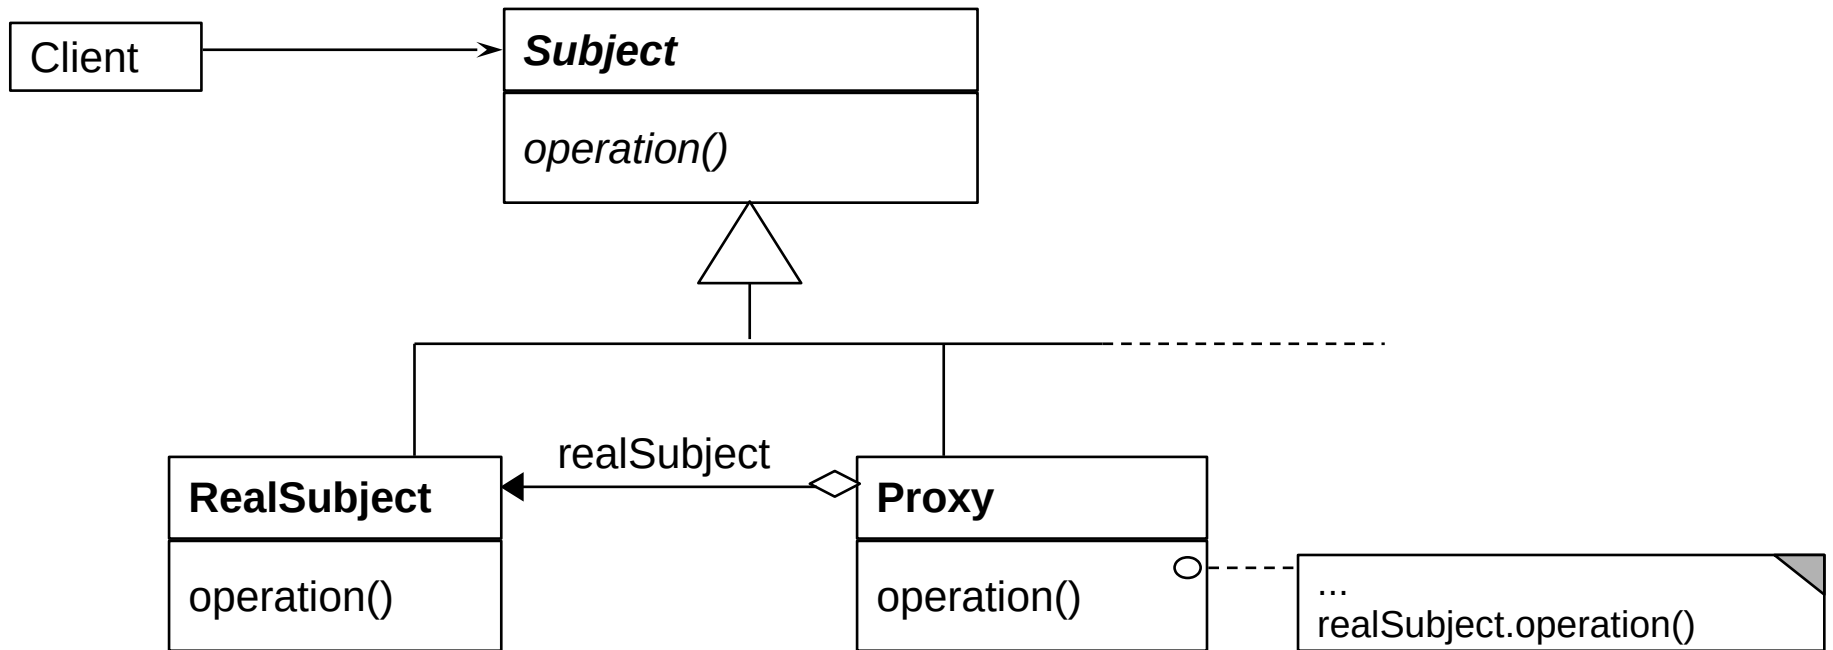 Client
Subject
operation()
realSubject
RealSubject
Proxy
operation()
operation()
...
realSubject.operation()